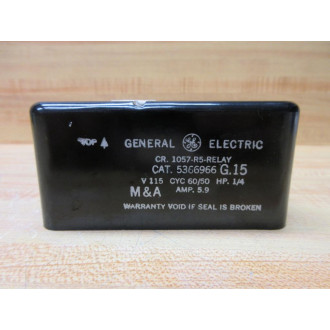 TOP
GENERAL GE ELECTRIC
CR. 1057-R5-RELAY
CAT. 5366966 G.15
V 115 CYC 60/50 HP. 1/4
M&A AMP. 5.9
WARRANTY VOID IF SEAL IS BROKEN